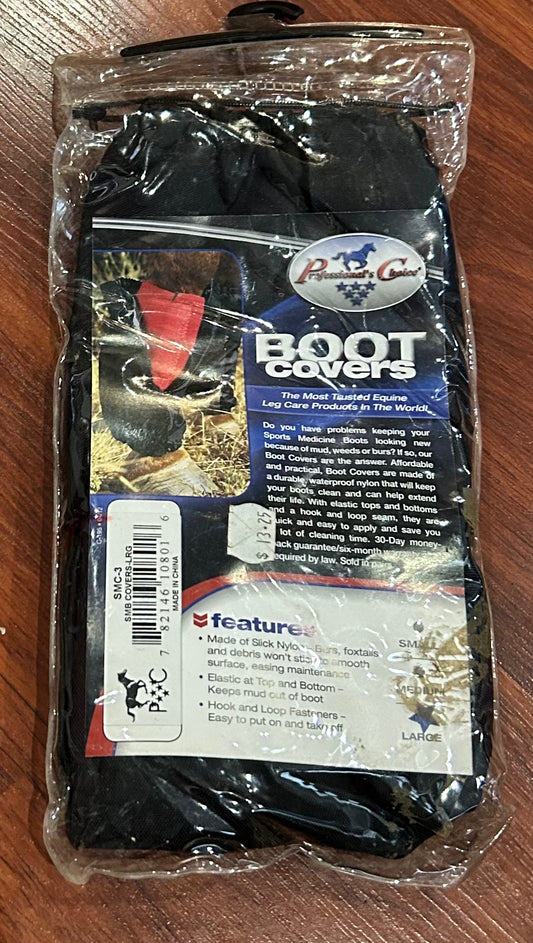 Professional's Choice®
BOOT
covers
The Most Trusted Equine
Leg Care Products In The World!
Do you have problems keeping your
Sports Medicine Boots looking new
because of mud, weeds or burs? If so, our
Boot Covers are the answer. Affordable
and practical, Boot Covers are made of
a durable, waterproof nylon that will keep
your boots clean and can help extend
their life. With elastic tops and bottoms
and a hook and loop seam, they are
quick and easy to apply and save you
lot of cleaning time. 30-Day money-
back guarantee/six-month
required by law. Sold in pairs
$ 13.25
features
• Made of Slick Nylon – Burs, foxtails
and debris won't stick to smooth
surface, easing maintenance
• Elastic at Top and Bottom –
Keeps mud out of boot
• Hook and Loop Fasteners –
Easy to put on and take off
SMALL
MEDIUM
LARGE
SMC-3
SMB COVERS-LRG
7 82146 10801 6
MADE IN CHINA
P C